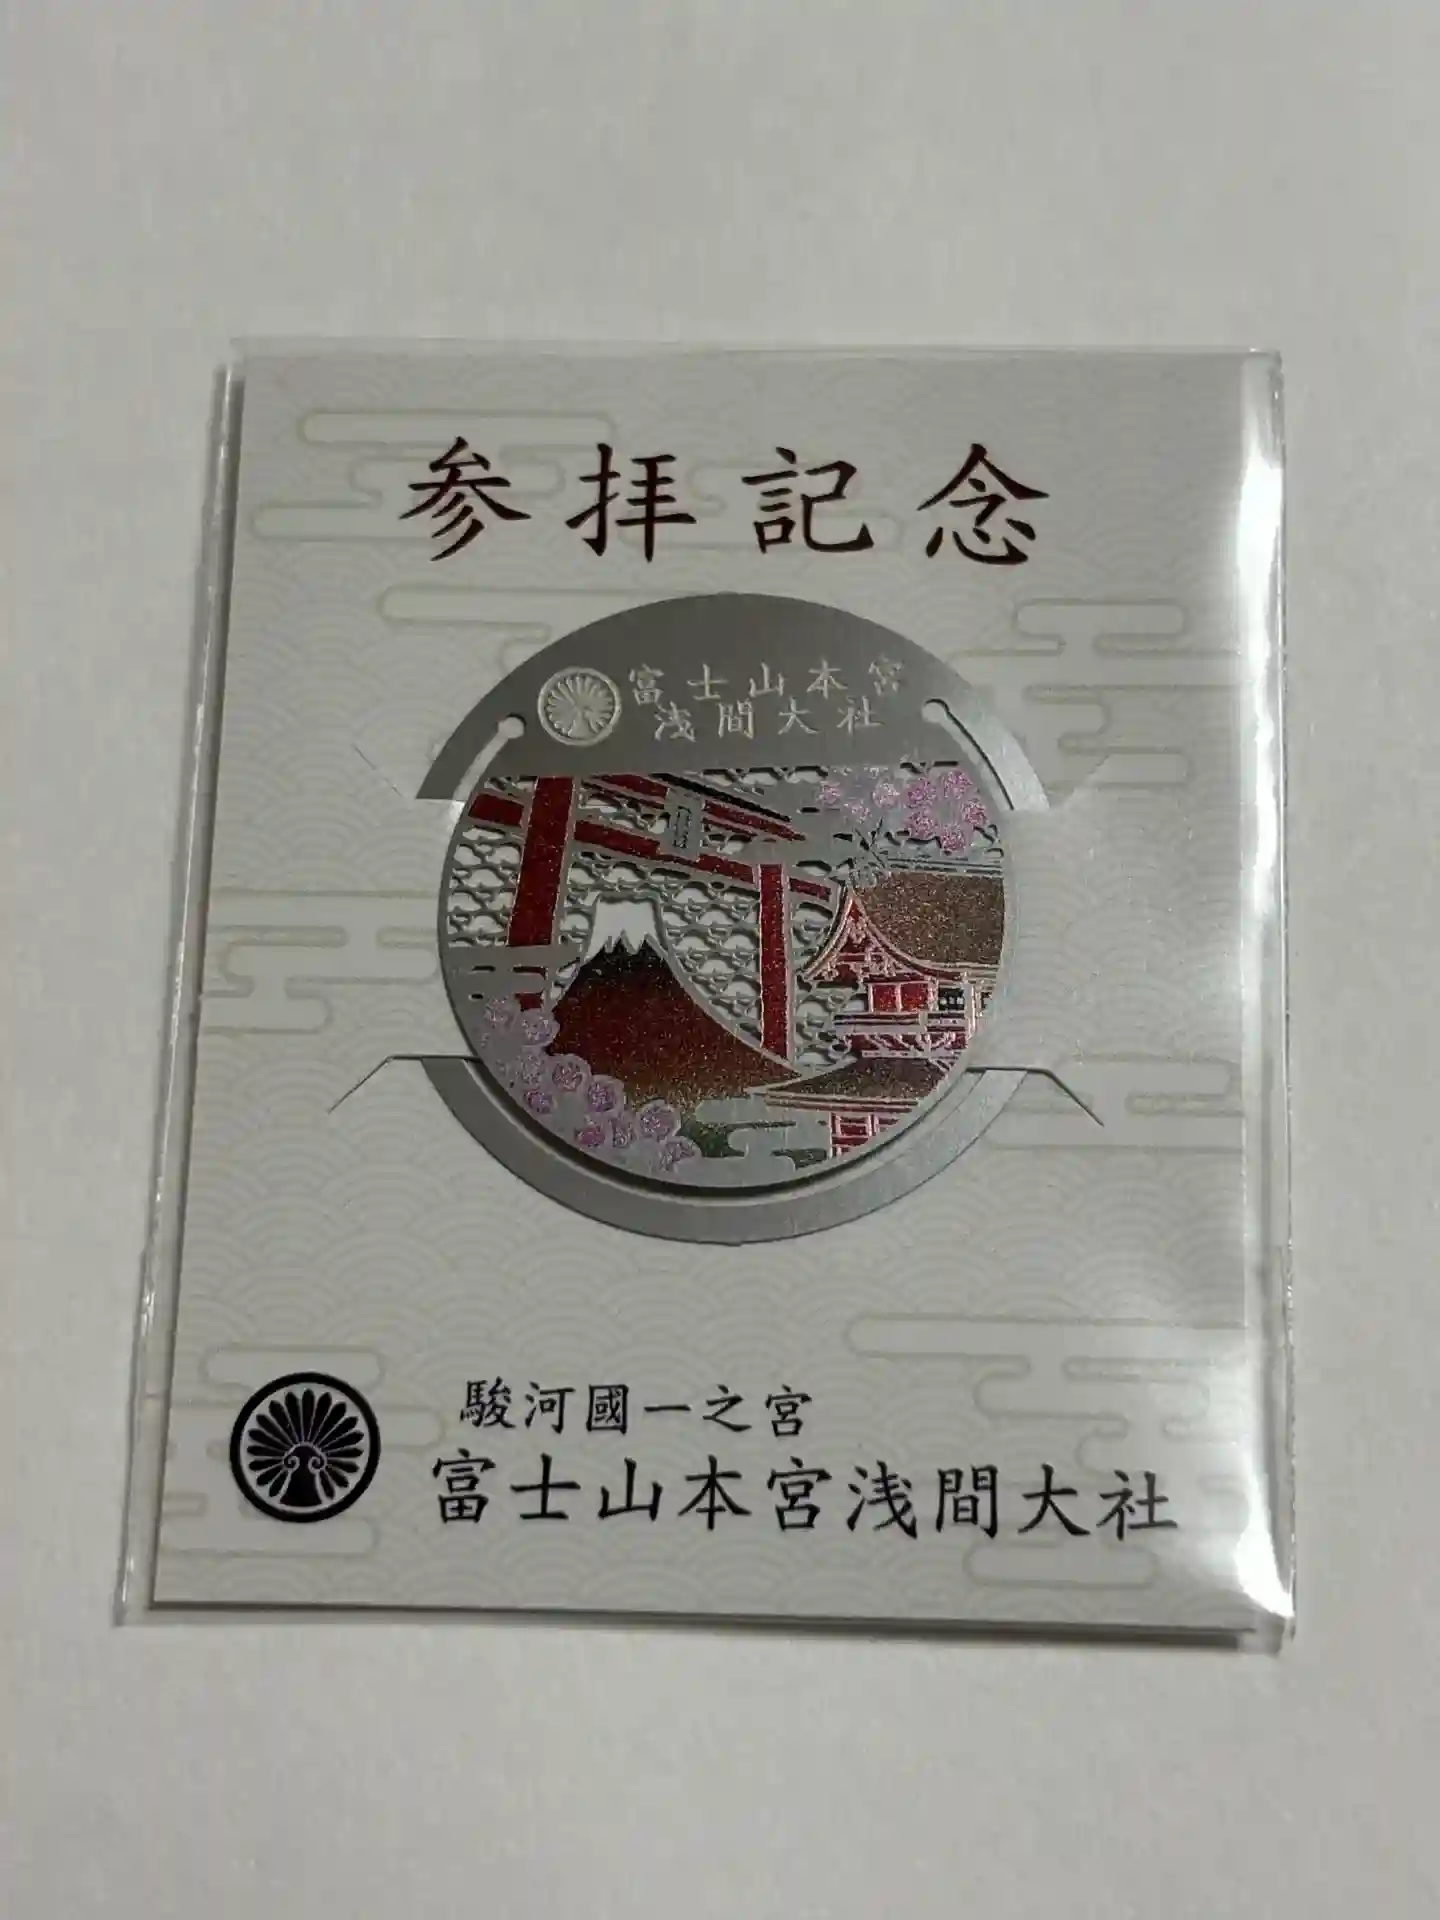 参拝記念
富士山本宮
浅間大社
駿河國一之宮
富士山本宮浅間大社